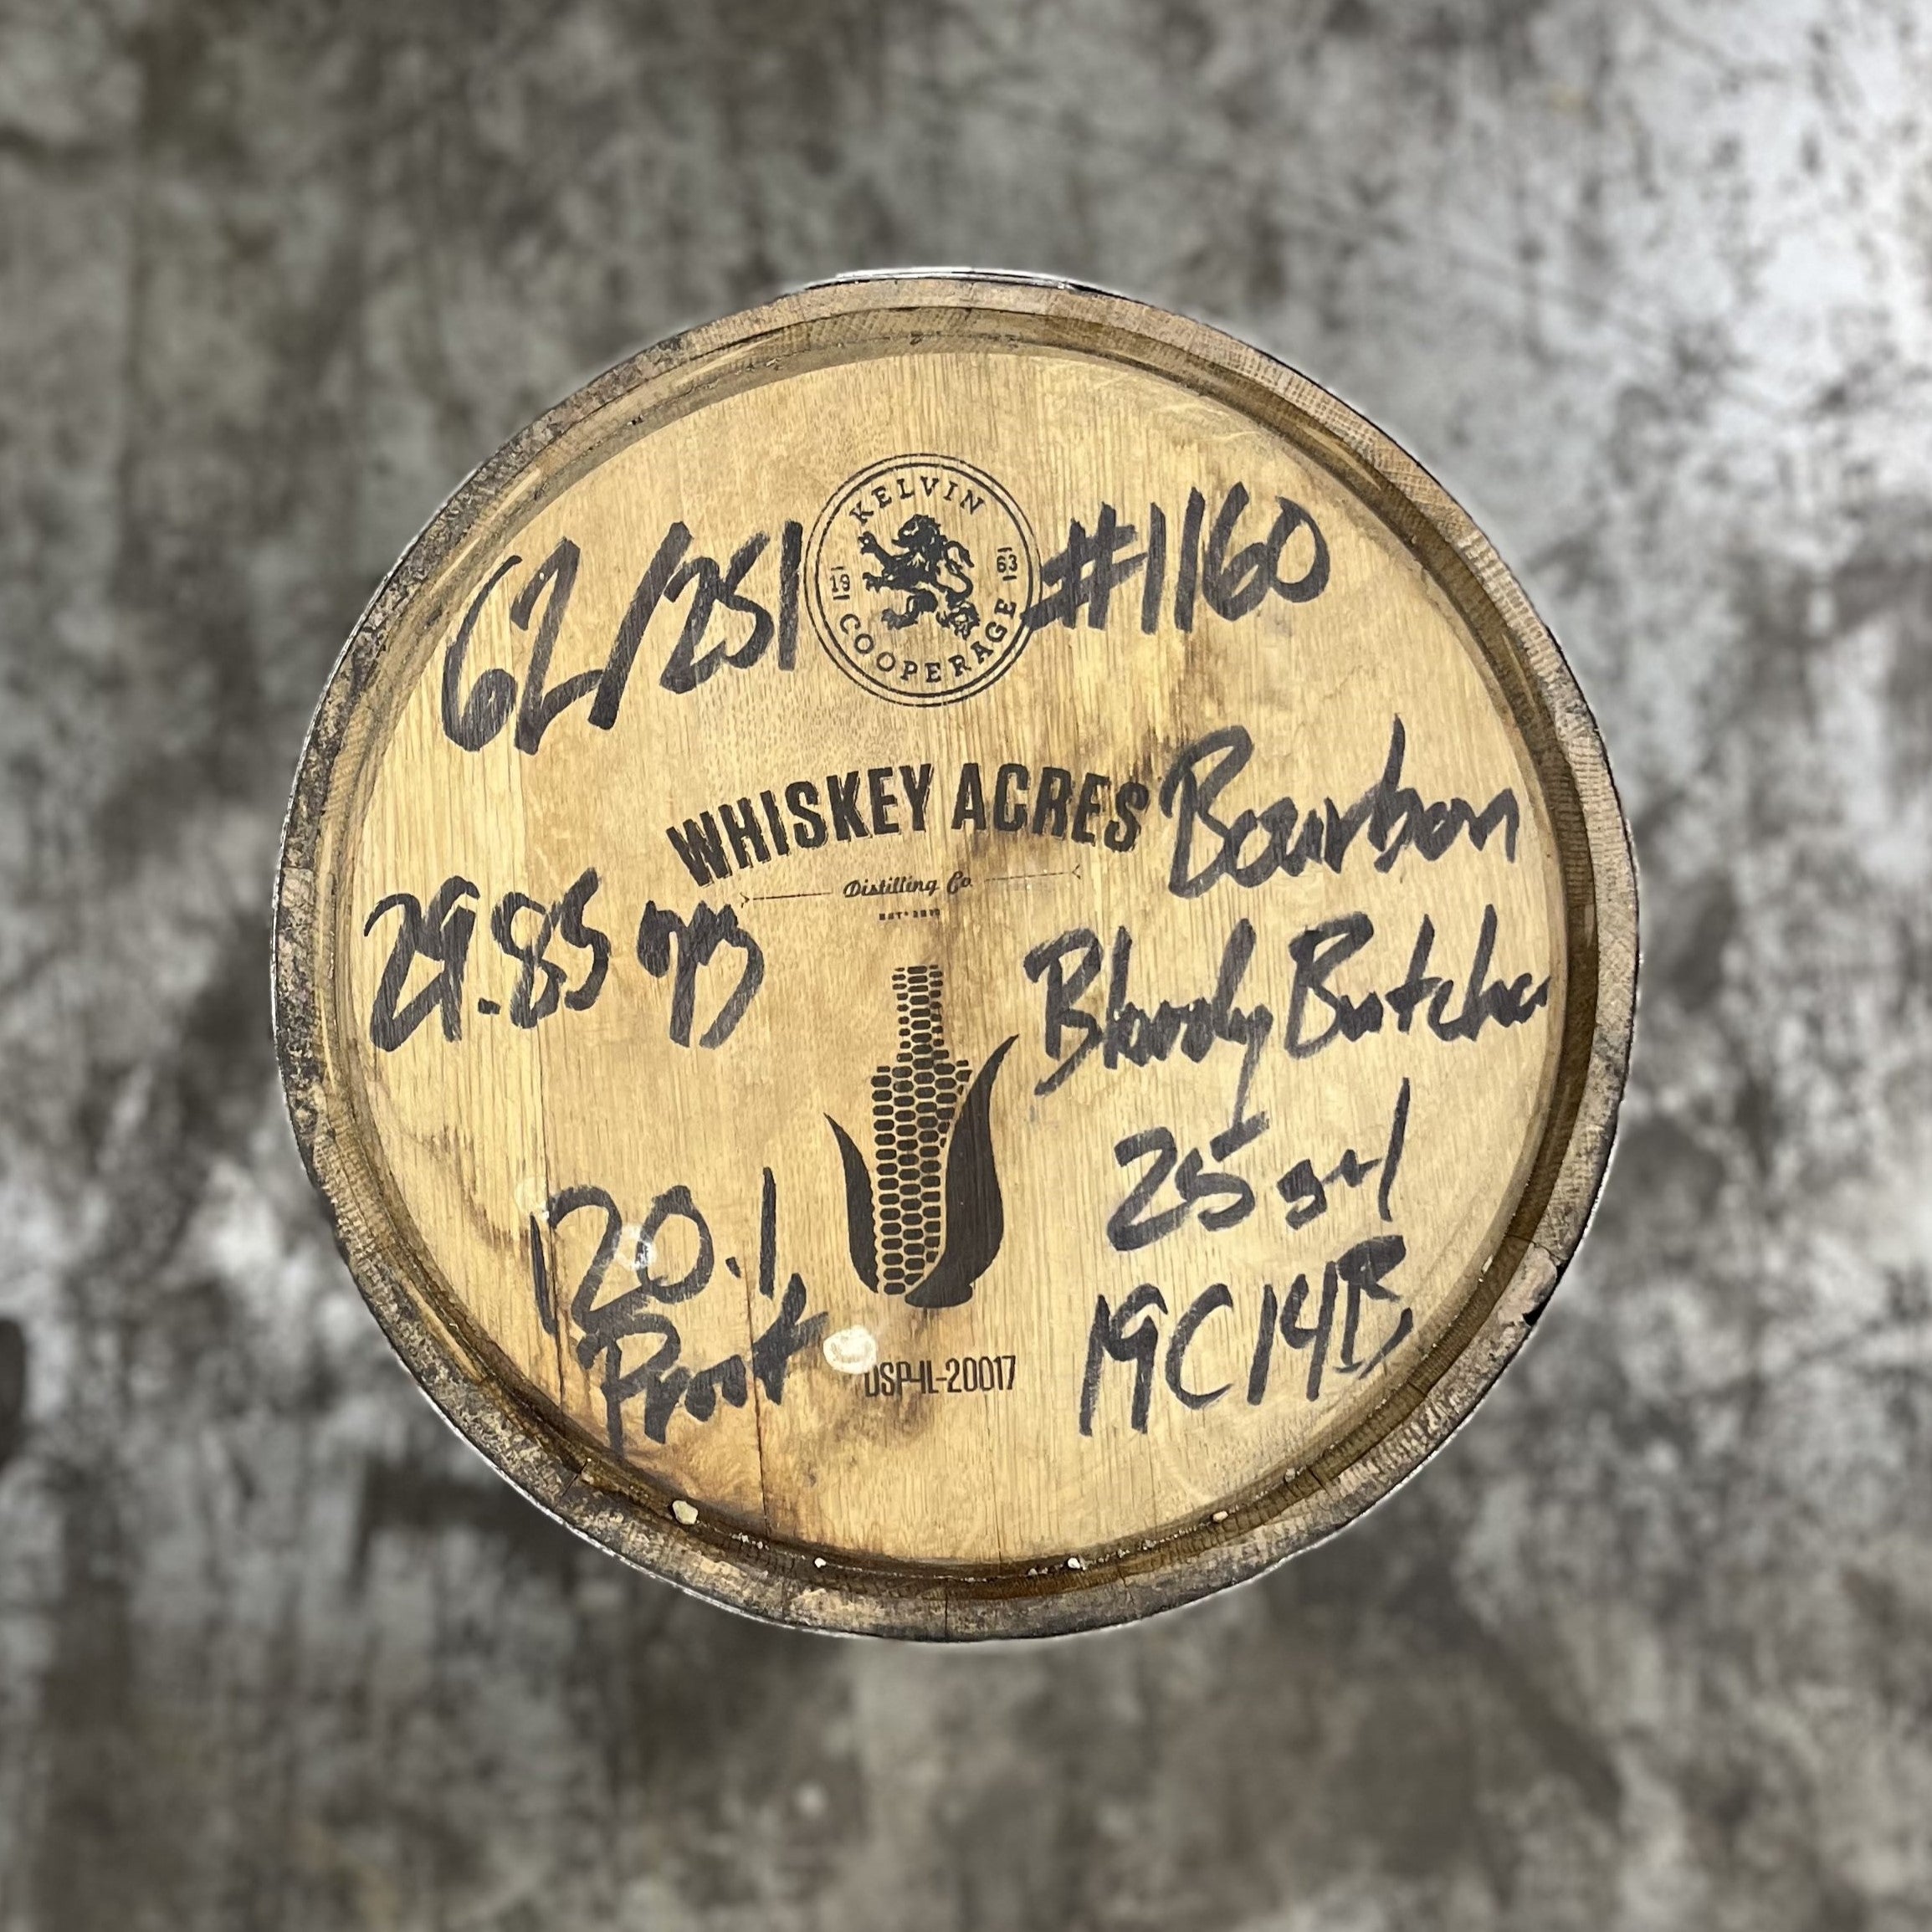 KELVIN
19 63
COOPERAGE
62/251
#1160
WHISKEY ACRES
Distilling Co.
Bourbon
29.85
Bloody Butcher
25 gal
120.1
Proof
19C14B
DSP-IL-20017